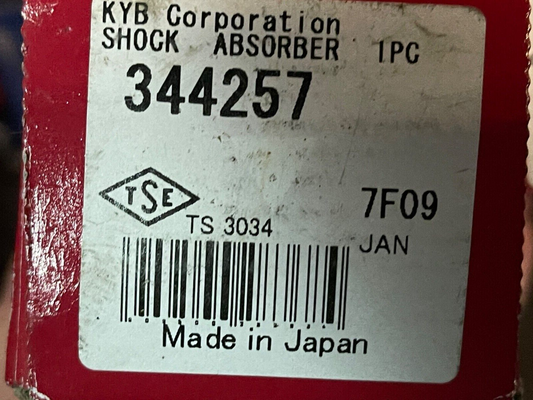 KYB Corporation
SHOCK ABSORBER 1PC
344257
TSE
7F09
TS 3034
JAN
Made in Japan